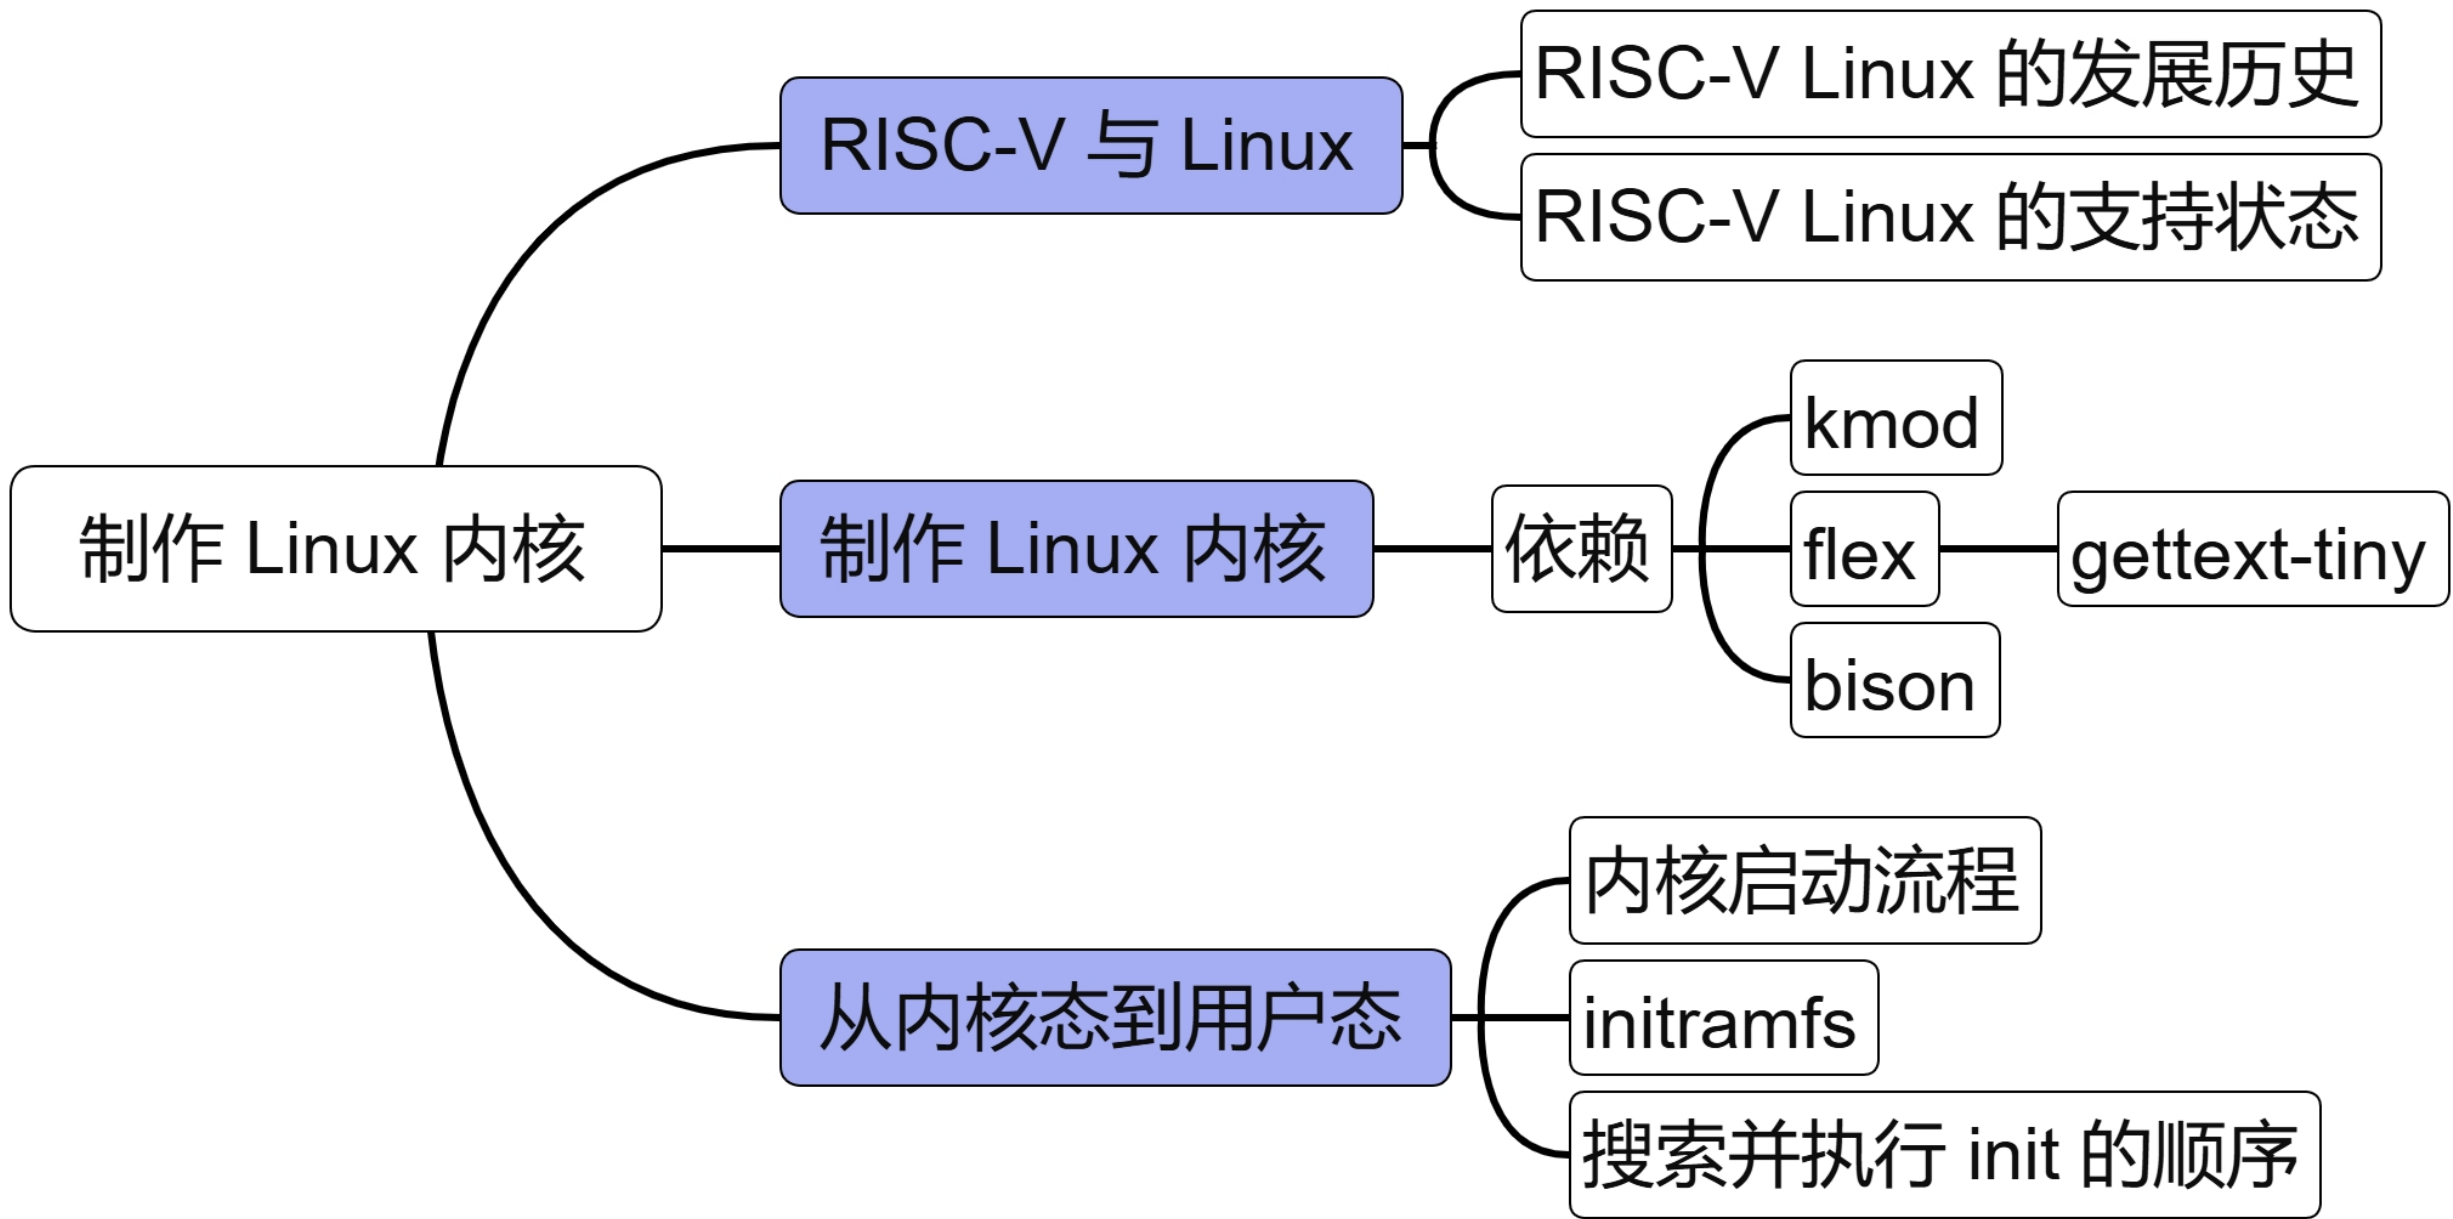 制作 Linux 内核
RISC-V 与 Linux
RISC-V Linux 的发展历史
RISC-V Linux 的支持状态
制作 Linux 内核
依赖
kmod
flex
gettext-tiny
bison
从内核态到用户态
内核启动流程
initramfs
搜索并执行 init 的顺序